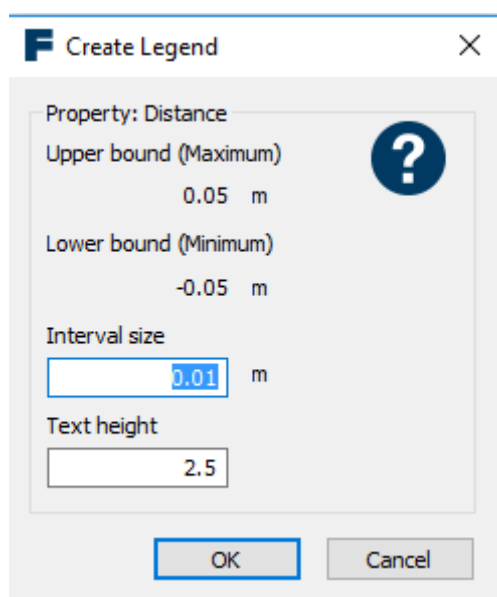 F Create Legend
Property: Distance
Upper bound (Maximum)
0.05 m
?
Lower bound (Minimum)
-0.05 m
Interval size
0.01 m
Text height
2.5
OK Cancel